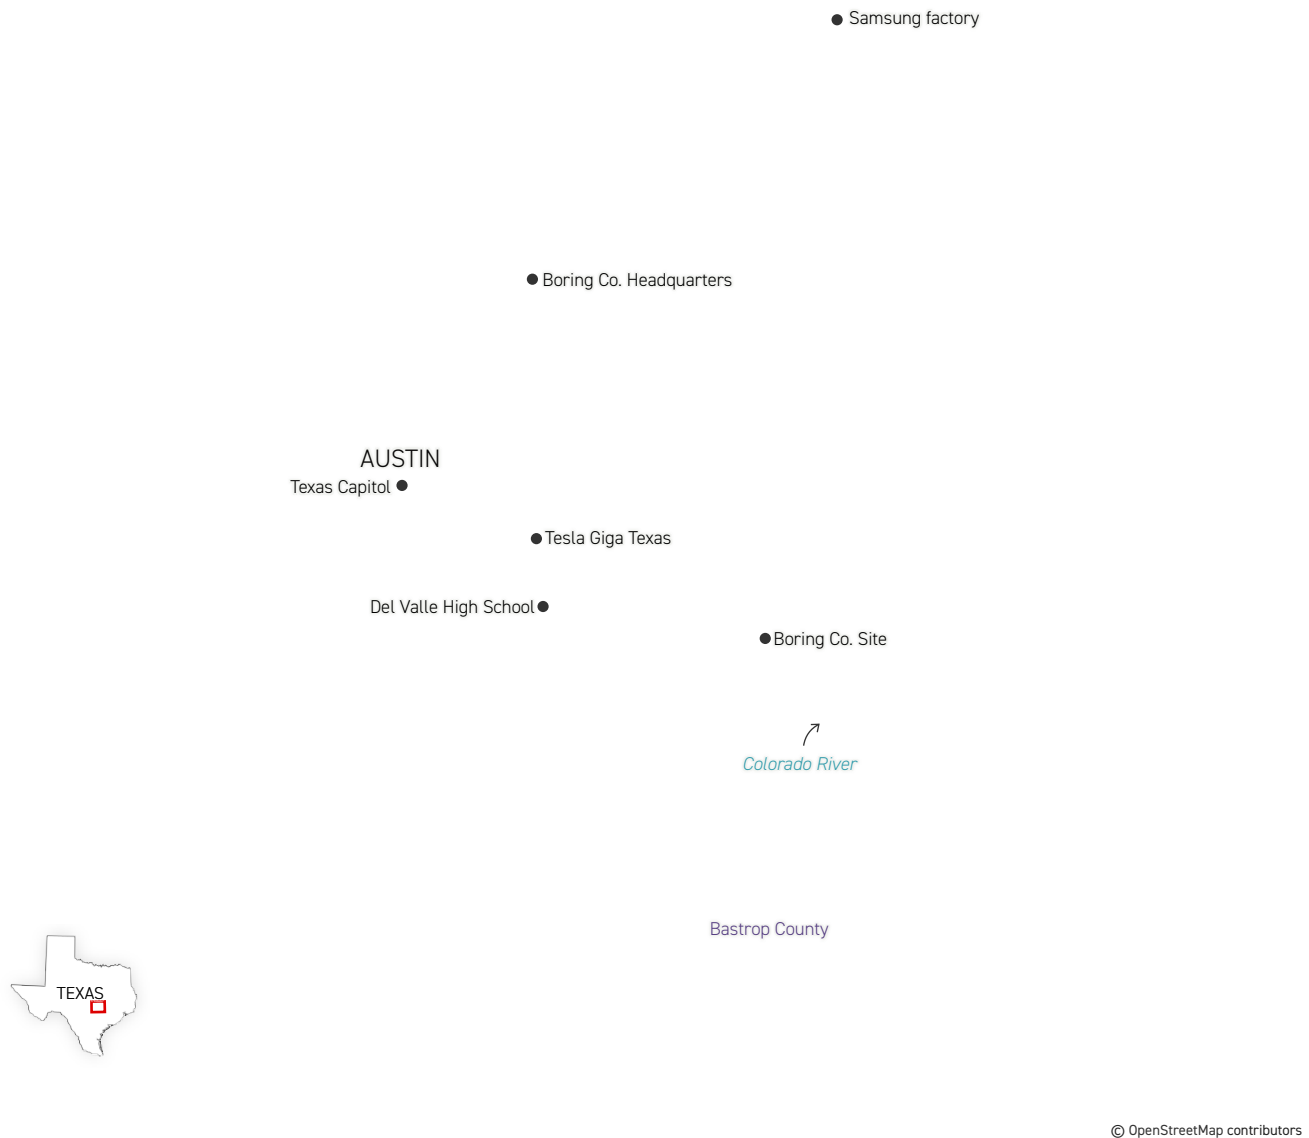 Samsung factory
Boring Co. Headquarters
AUSTIN
Texas Capitol
Tesla Giga Texas
Del Valle High School
Boring Co. Site
Colorado River
Bastrop County
TEXAS
© OpenStreetMap contributors